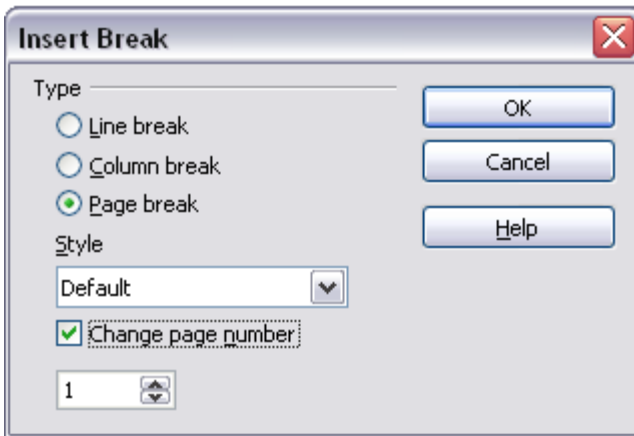 Insert Break
Type
Line break
Column break
Page break
Style
Default
Change page number
1
OK
Cancel
Help